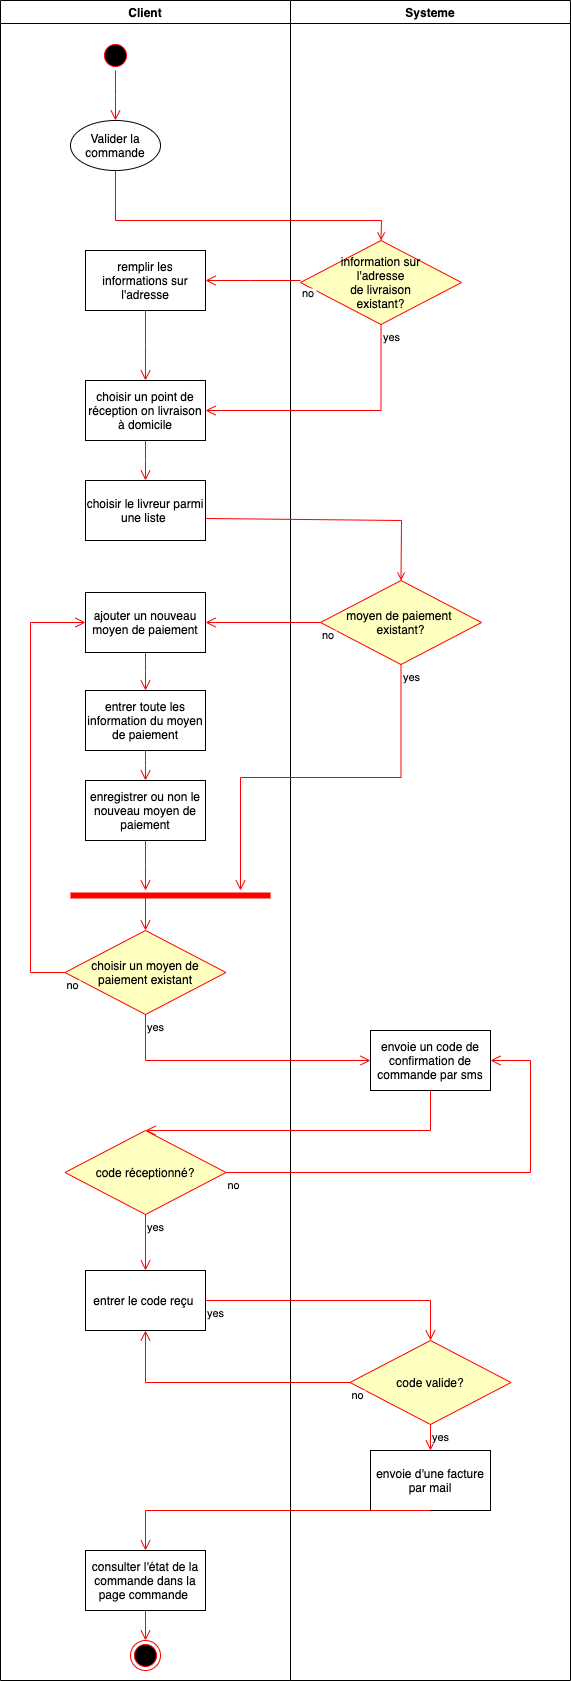 Client
Systeme
Valider la
commande
information sur
l'adresse
de livraison
existant?
no
yes
remplir les
informations sur
l'adresse
choisir un point de
réception on livraison
à domicile
choisir le livreur parmi
une liste
moyen de paiement
existant?
no
yes
ajouter un nouveau
moyen de paiement
entrer toute les
information du moyen
de paiement
enregistrer ou non le
nouveau moyen de
paiement
choisir un moyen de
paiement existant
no
yes
envoie un code de
confirmation de
commande par sms
code réceptionné?
no
yes
entrer le code reçu
yes
code valide?
no
yes
envoie d'une facture
par mail
consulter l'état de la
commande dans la
page commande